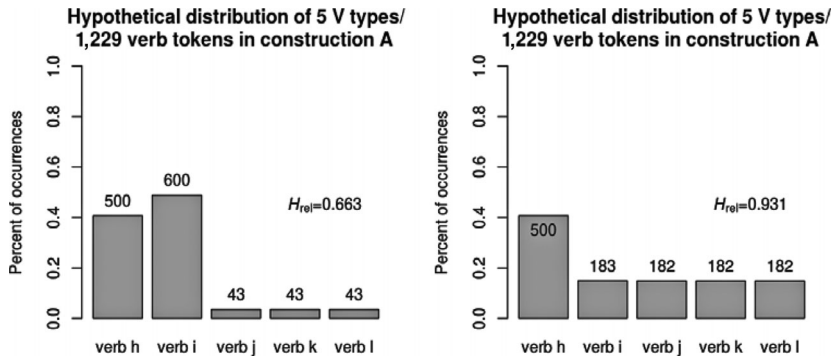 Hypothetical distribution of 5 V types/
1,229 verb tokens in construction A
Percent of occurrences
1.0
0.8
0.6
0.4
0.2
0.0
500
600
43
43
43
Hrel=0.663
verb h
verb i
verb j
verb k
verb l
Hypothetical distribution of 5 V types/
1,229 verb tokens in construction A
Percent of occurrences
1.0
0.8
0.6
0.4
0.2
0.0
500
183
182
182
182
Hrel=0.931
verb h
verb i
verb j
verb k
verb l